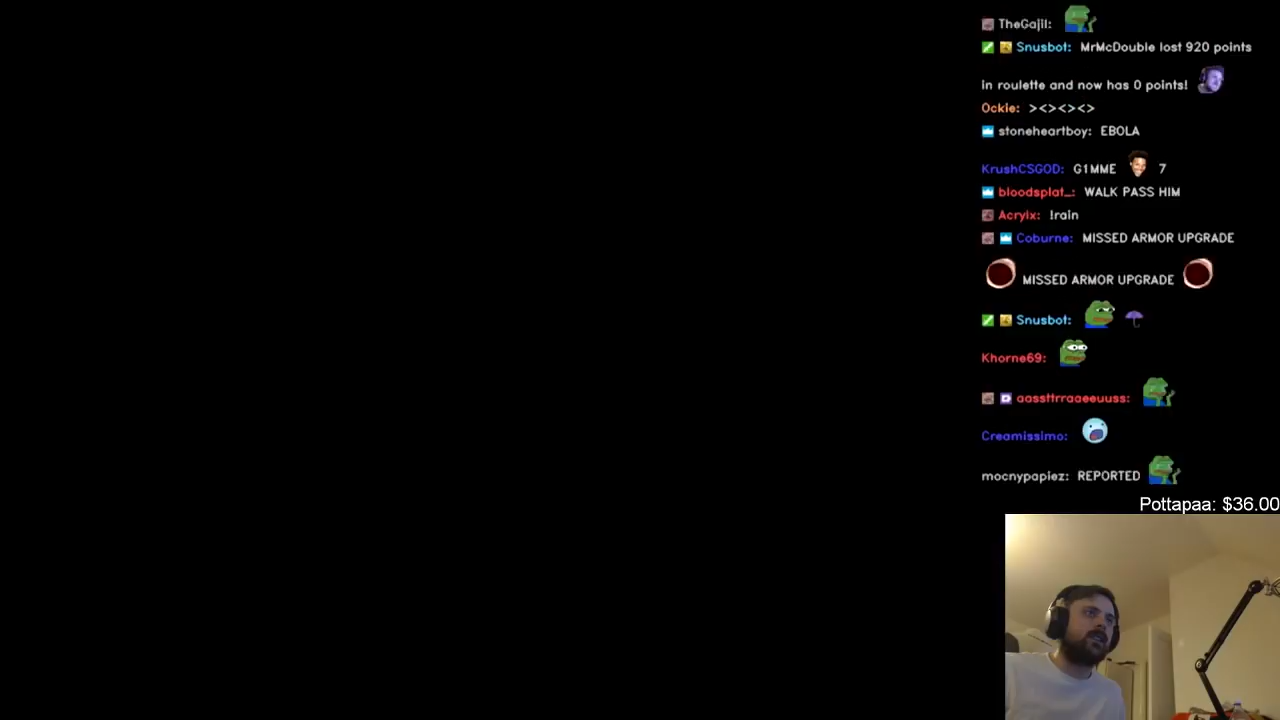 TheGajil:
Snusbot: MrMcDouble lost 920 points
in roulette and now has 0 points!
Ockie: ><><><>
stoneheartboy: EBOLA
KrushCSGOD: G1MME 7
bloodsplat_: WALK PASS HIM
Acrylx: !rain
Coburne: MISSED ARMOR UPGRADE
MISSED ARMOR UPGRADE
Snusbot:
Khorne69:
aassttrraaeeuuss:
Creamissimo:
mocnypapiez: REPORTED
Pottapaa: $36.00